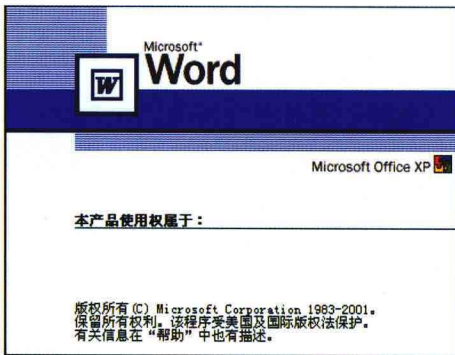 Microsoft®
Word
W
Microsoft Office XP
本产品使用权属于：
版权所有(C) Microsoft Corporation 1983-2001。
保留所有权利。该程序受美国及国际版权法保护。
有关信息在“帮助”中也有描述。